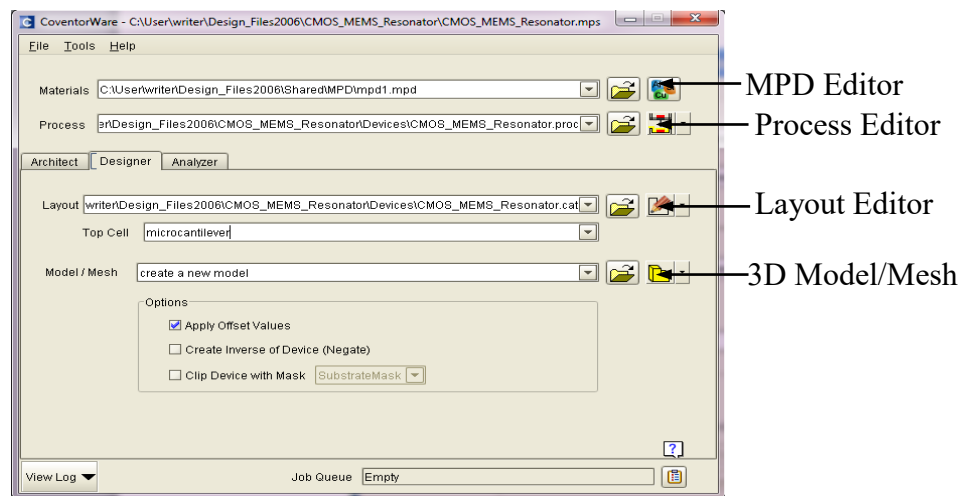 CoventorWare - C:\User\writer\Design_Files2006\CMOS_MEMS_Resonator\CMOS_MEMS_Resonator.mps
File Tools Help
Materials C:\User\writer\Design_Files2006\Shared\MPD\mpd1.mpd Cu MPD Editor
Process er\Design_Files2006\CMOS_MEMS_Resonator\Devices\CMOS_MEMS_Resonator.proc Process Editor
Architect Designer Analyzer
Layout writer\Design_Files2006\CMOS_MEMS_Resonator\Devices\CMOS_MEMS_Resonator.cat Layout Editor
Top Cell microcantilever
Model / Mesh create a new model 3D Model/Mesh
Options
Apply Offset Values
Create Inverse of Device (Negate)
Clip Device with Mask SubstrateMask
?
View Log Job Queue Empty